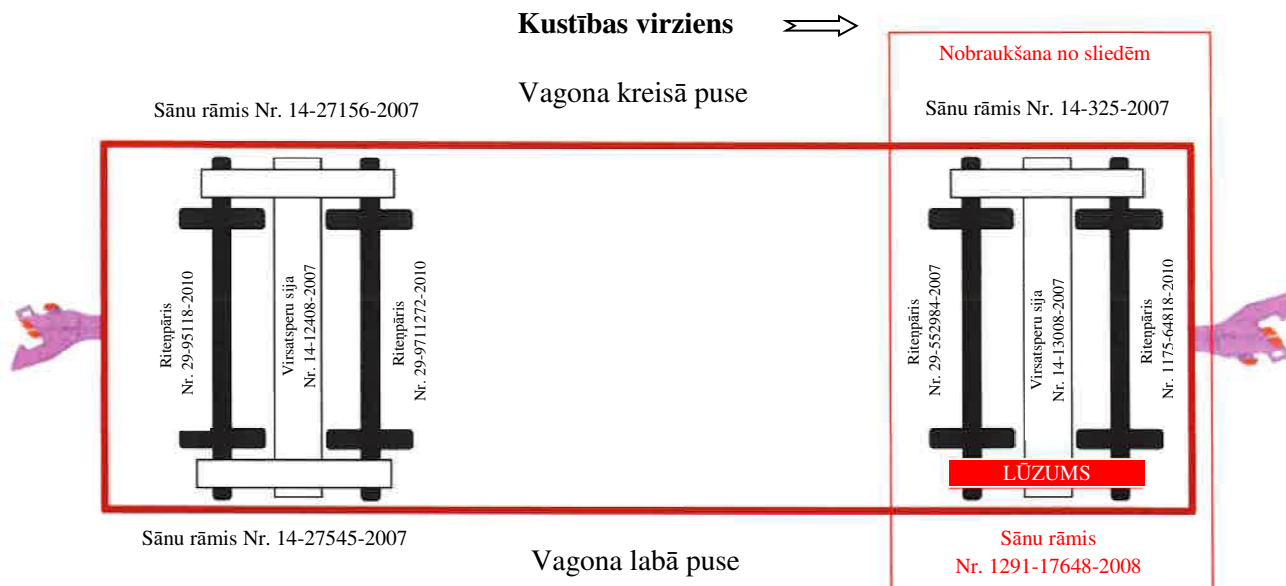 Kustības virziens
Nobraukšana no sliedēm
Vagona kreisā puse
Sānu rāmis Nr. 14-27156-2007
Sānu rāmis Nr. 14-325-2007
Riteņpāris
Nr. 29-95118-2010
Virsatsperu sija
Nr. 14-12408-2007
Riteņpāris
Nr. 29-9711272-2010
Riteņpāris
Nr. 29-552984-2007
Virsatsperu sija
Nr. 14-13008-2007
Riteņpāris
Nr. 1175-64818-2010
LŪZUMS
Sānu rāmis Nr. 14-27545-2007
Vagona labā puse
Sānu rāmis
Nr. 1291-17648-2008